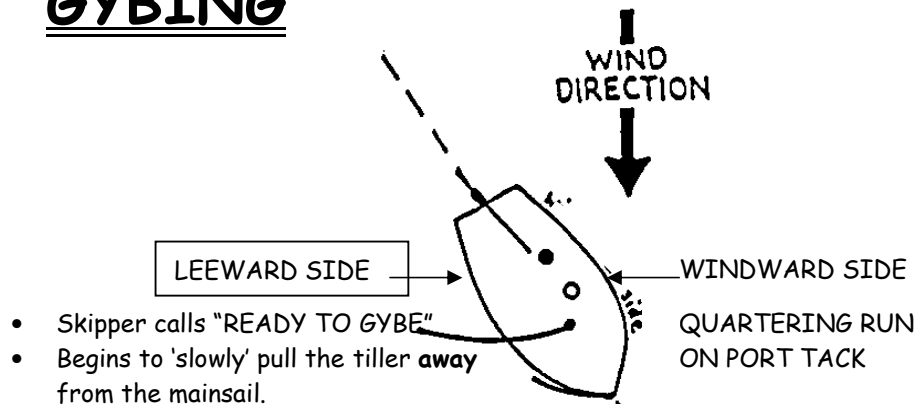 GYBING
WIND
DIRECTION
LEEWARD SIDE
WINDWARD SIDE
side
• Skipper calls "READY TO GYBE"
• Begins to 'slowly' pull the tiller away
from the mainsail.
QUARTERING RUN
ON PORT TACK